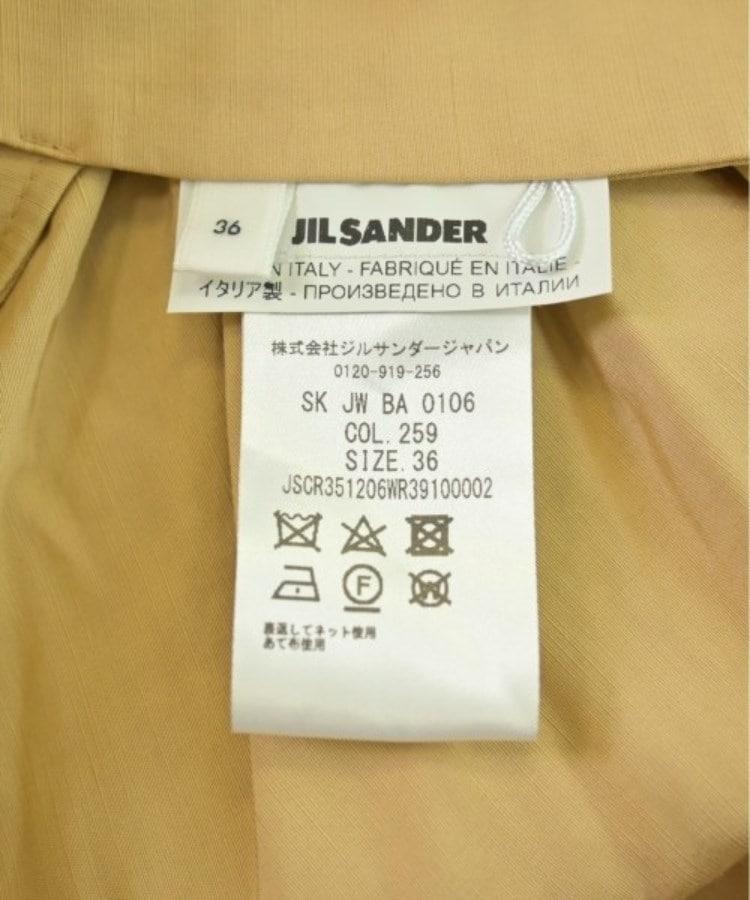 36
JIL SANDER
N ITALY - FABRIQUÉ EN ITALIE -
イタリア製 - ПРОИЗВЕДЕНО В ИТАЛИИ
株式会社ジルサンダージャパン
0120-919-256
SK JW BA 0106
COL. 259
SIZE. 36
JSCR351206WR39100002
F
W
裏返してネット使用
あて布使用